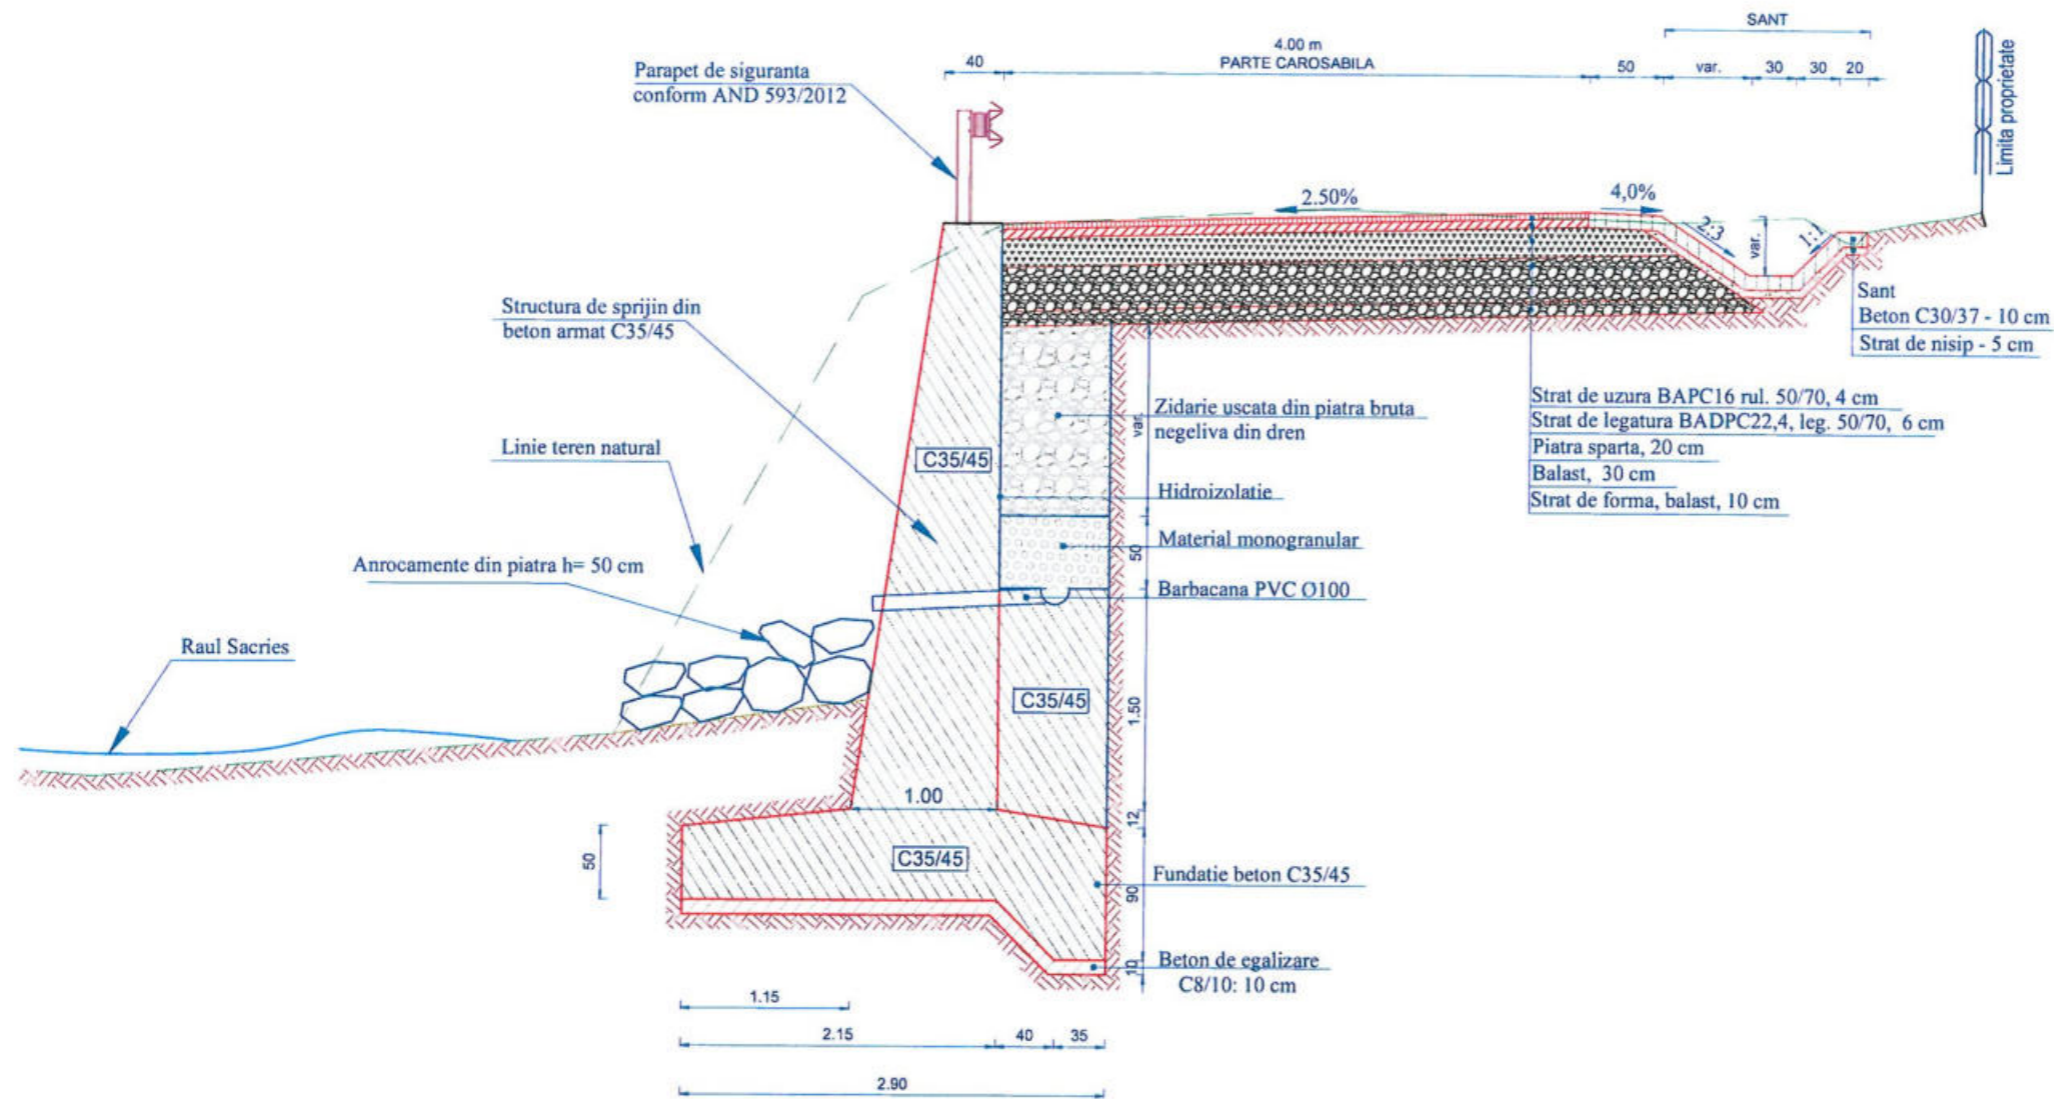 SANT
4.00 m
40
PARTE CAROSABILA
50
var.
30
30
20
Parapet de siguranta
conform AND 593/2012
Limita proprietate
2.50%
4,0%
2:3
var.
1:1
Structura de sprijin din
beton armat C35/45
Sant
Beton C30/37 - 10 cm
Strat de nisip - 5 cm
Strat de uzura BAPC16 rul. 50/70, 4 cm
Strat de legatura BADPC22,4, leg. 50/70, 6 cm
Piatra sparta, 20 cm
Balast, 30 cm
Strat de forma, balast, 10 cm
Zidarie uscata din piatra bruta
negeliva din dren
var.
Linie teren natural
C35/45
Hidroizolatie
Material monogranular
50
Anrocamente din piatra h= 50 cm
Barbacana PVC Ø100
Raul Sacries
C35/45
1.50
1.00
12
50
C35/45
Fundatie beton C35/45
90
Beton de egalizare
C8/10: 10 cm
10
1.15
2.15
40
35
2.90